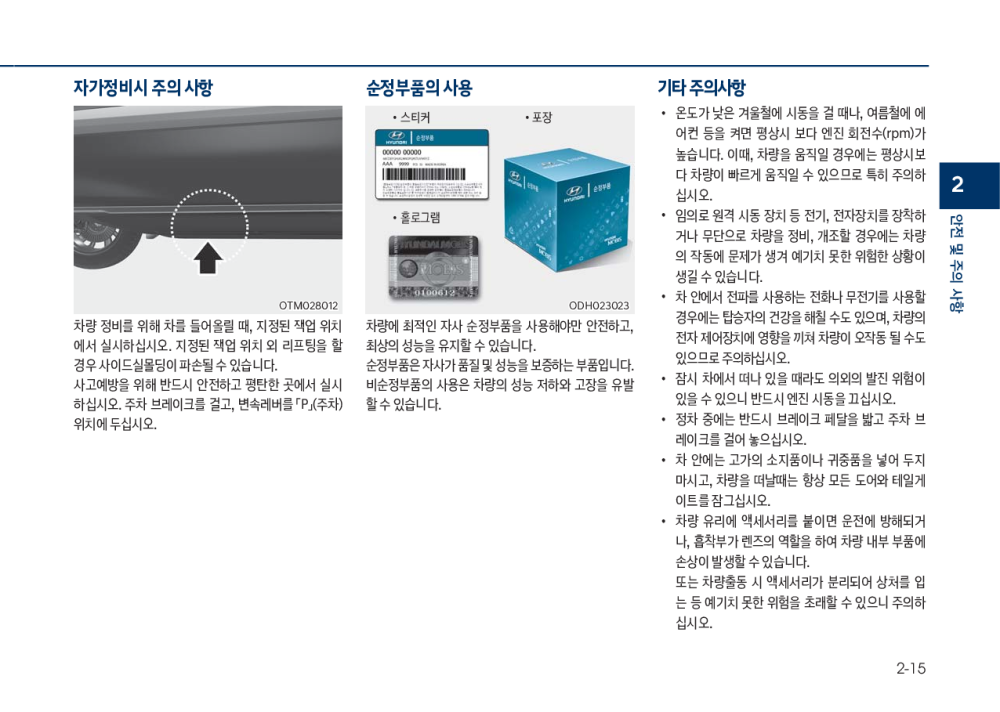 자가정비시 주의 사항
OTM028012
차량 정비를 위해 차를 들어올릴 때, 지정된 잭업 위치
에서 실시하십시오. 지정된 잭업 위치 외 리프팅을 할
경우 사이드실몰딩이 파손될 수 있습니다.
사고예방을 위해 반드시 안전하고 평탄한 곳에서 실시
하십시오. 주차 브레이크를 걸고, 변속레버를 「P」(주차)
위치에 두십시오.
순정부품의 사용
• 스티커
• 포장
HYUNDAI 순정부품
00000 00000
AAA 9999
• 홀로그램
HYUNDAI MOBIS
0100612
HYUNDAI 순정부품
MOBIS
ODH023023
차량에 최적인 자사 순정부품을 사용해야만 안전하고,
최상의 성능을 유지할 수 있습니다.
순정부품은 자사가 품질 및 성능을 보증하는 부품입니다.
비순정부품의 사용은 차량의 성능 저하와 고장을 유발
할 수 있습니다.
기타 주의사항
• 온도가 낮은 겨울철에 시동을 걸 때나, 여름철에 에
어컨 등을 켜면 평상시 보다 엔진 회전수(rpm)가
높습니다. 이때, 차량을 움직일 경우에는 평상시보
다 차량이 빠르게 움직일 수 있으므로 특히 주의하
십시오.
• 임의로 원격 시동 장치 등 전기, 전자장치를 장착하
거나 무단으로 차량을 정비, 개조할 경우에는 차량
의 작동에 문제가 생겨 예기치 못한 위험한 상황이
생길 수 있습니다.
• 차 안에서 전파를 사용하는 전화나 무전기를 사용할
경우에는 탑승자의 건강을 해칠 수도 있으며, 차량의
전자 제어장치에 영향을 끼쳐 차량이 오작동 될 수도
있으므로 주의하십시오.
• 잠시 차에서 떠나 있을 때라도 의외의 발진 위험이
있을 수 있으니 반드시 엔진 시동을 끄십시오.
• 정차 중에는 반드시 브레이크 페달을 밟고 주차 브
레이크를 걸어 놓으십시오.
• 차 안에는 고가의 소지품이나 귀중품을 넣어 두지
마시고, 차량을 떠날때는 항상 모든 도어와 테일게
이트를 잠그십시오.
• 차량 유리에 액세서리를 붙이면 운전에 방해되거
나, 흡착부가 렌즈의 역할을 하여 차량 내부 부품에
손상이 발생할 수 있습니다.
또는 차량출동 시 액세서리가 분리되어 상처를 입
는 등 예기치 못한 위험을 초래할 수 있으니 주의하
십시오.
2
안전 및 주의 사항
2-15